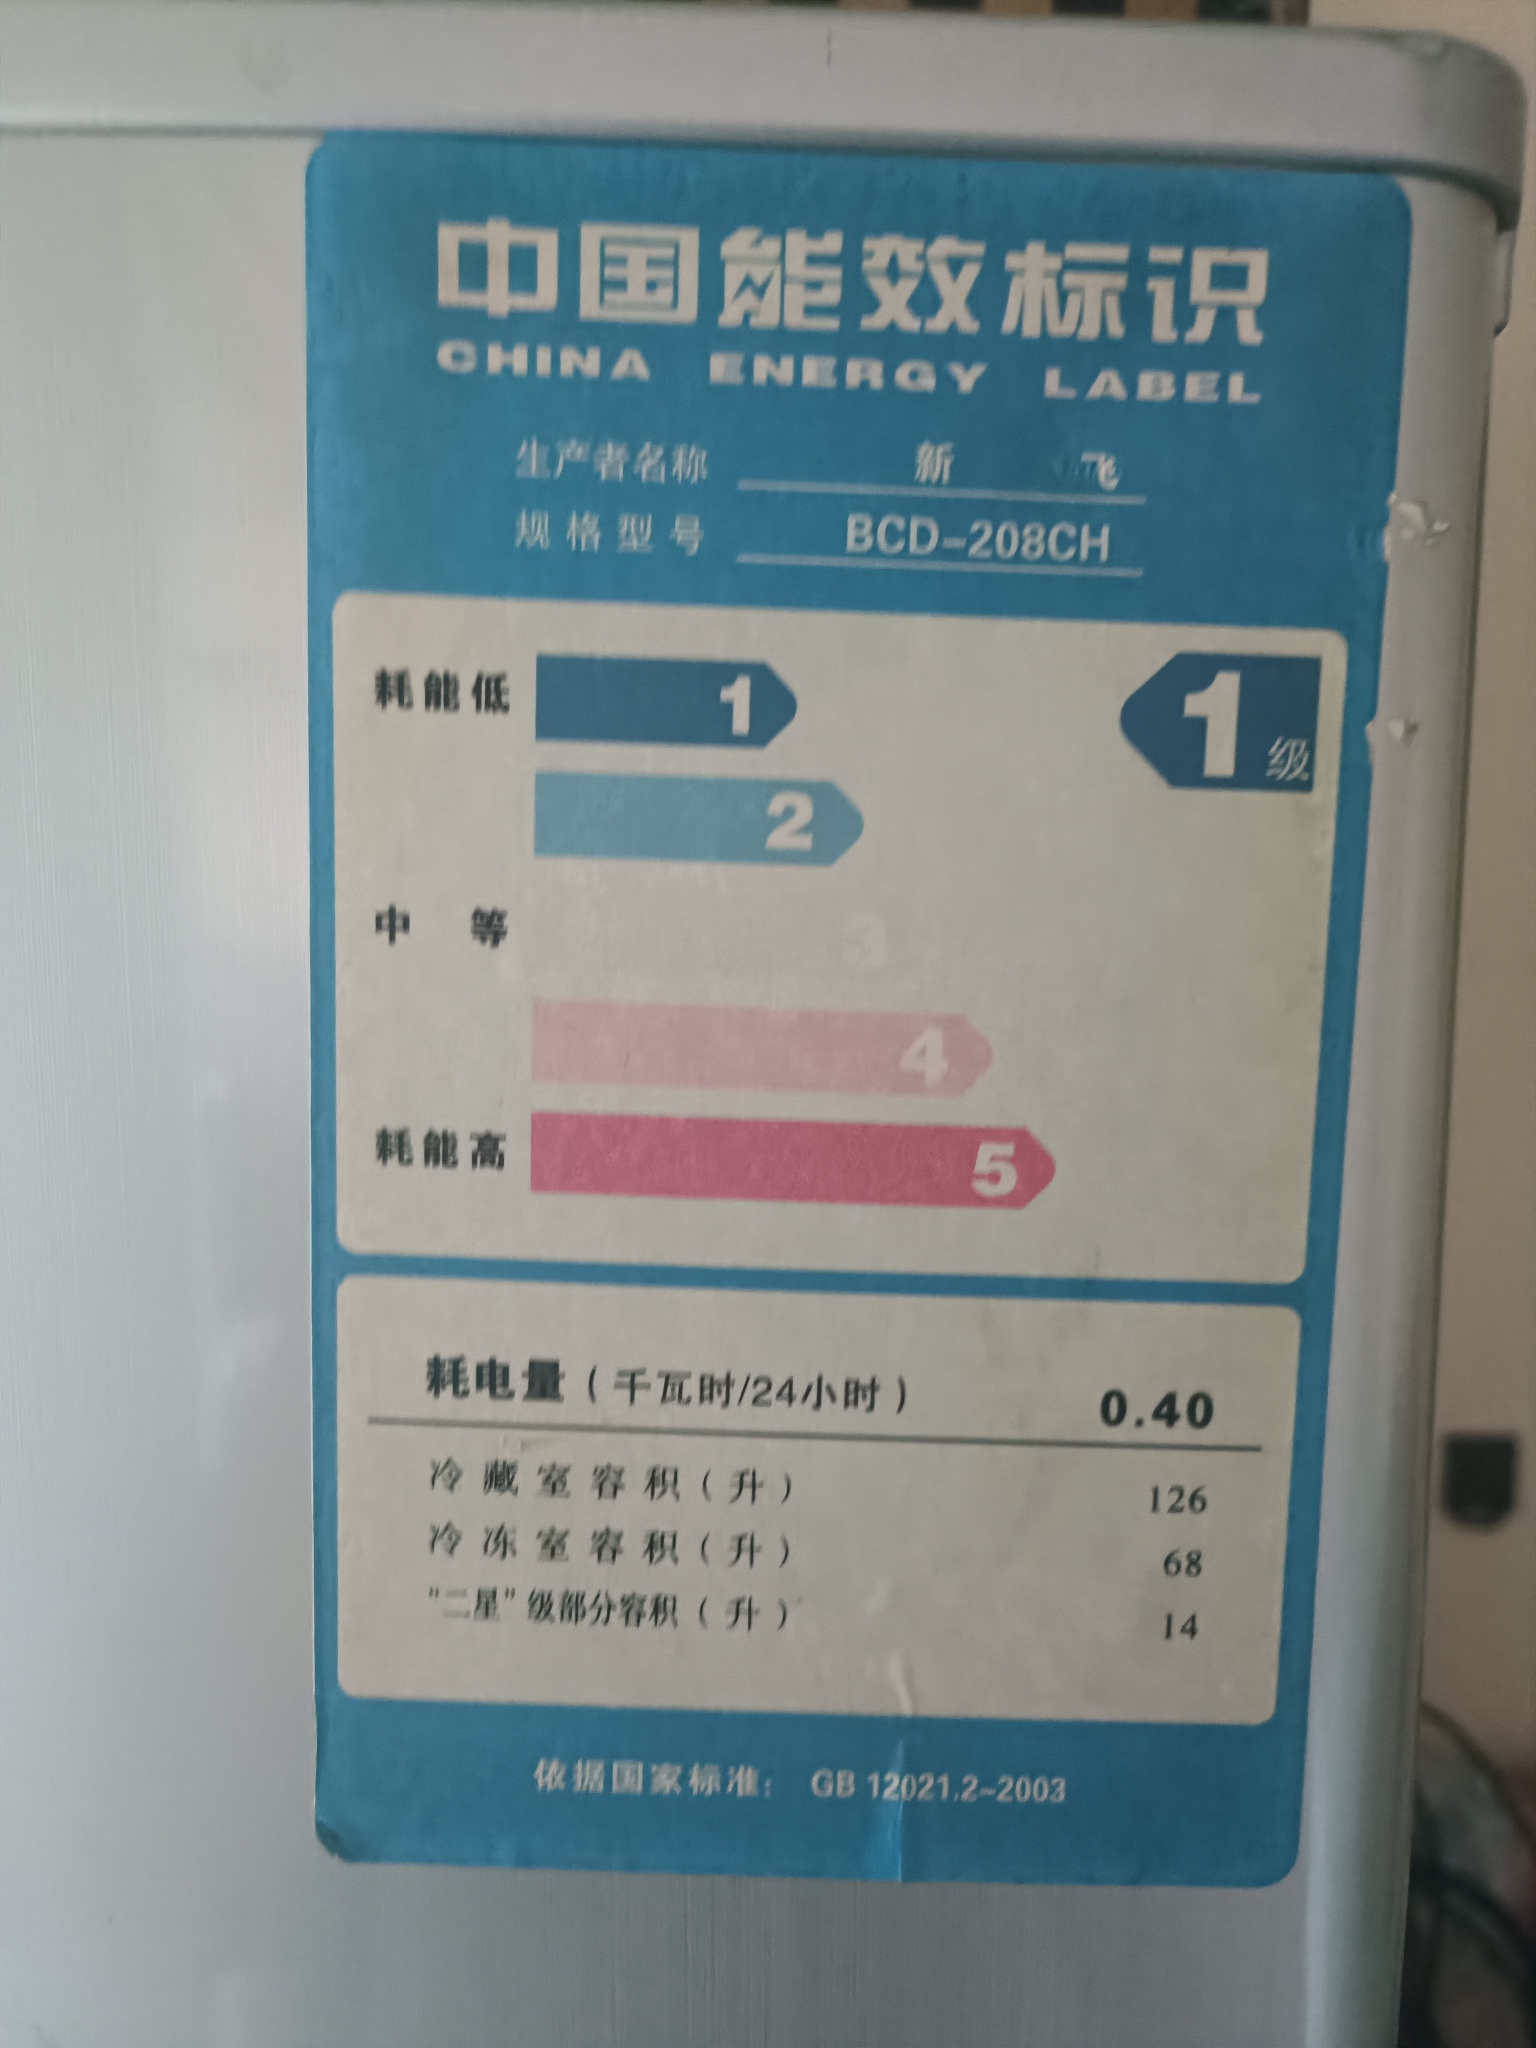 中国能效标识
CHINA ENERGY LABEL
生产者名称 新 飞
规格型号 BCD-208CH
耗能低 1 1级
2
中 等 3
4
耗能高 5
耗电量(千瓦时/24小时) 0.40
冷藏室容积(升) 126
冷冻室容积(升) 68
“二星”级部分容积(升) 14
依据国家标准: GB 12021.2-2003